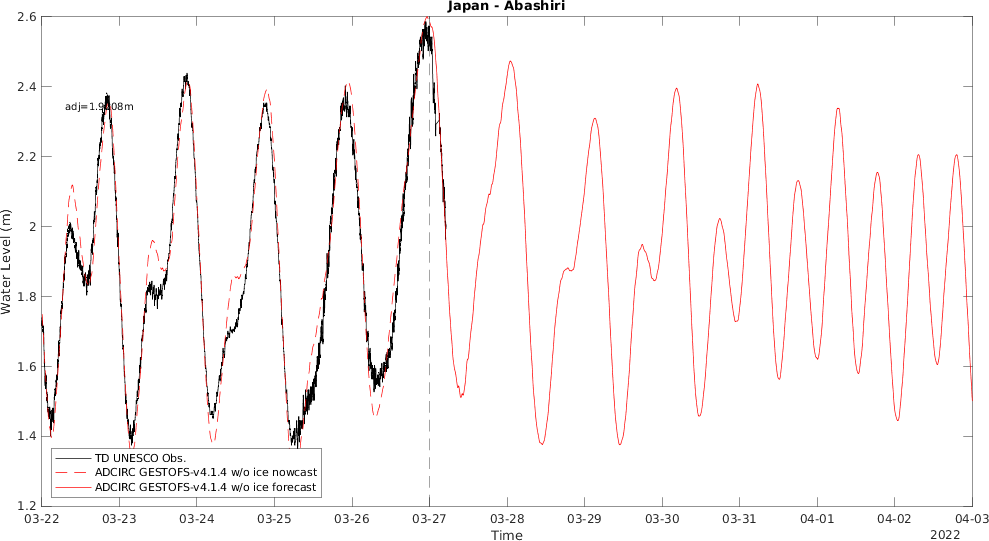 Japan - Abashiri
2.6
2.4
adj=1.9208m
2.2
2
1.8
1.6
1.4
1.2
Water Level (m)
TD UNESCO Obs.
ADCIRC GESTOFS-v4.1.4 w/o ice nowcast
ADCIRC GESTOFS-v4.1.4 w/o ice forecast
03-22 03-23 03-24 03-25 03-26 03-27 03-28 03-29 03-30 03-31 04-01 04-02 04-03
Time
2022